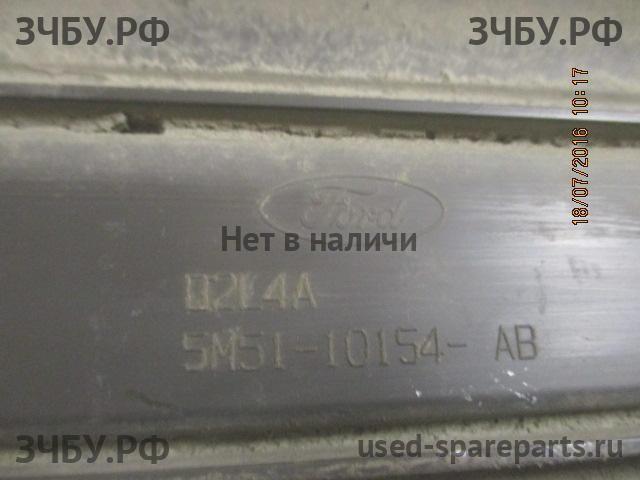 ЗЧБУ.РФ ЗЧБУ.РФ
18/07/2016 10:17
Ford
Нет в наличи
D2L4A
5M51-10154- AB
ЗЧБУ.РФ used-spareparts.ru